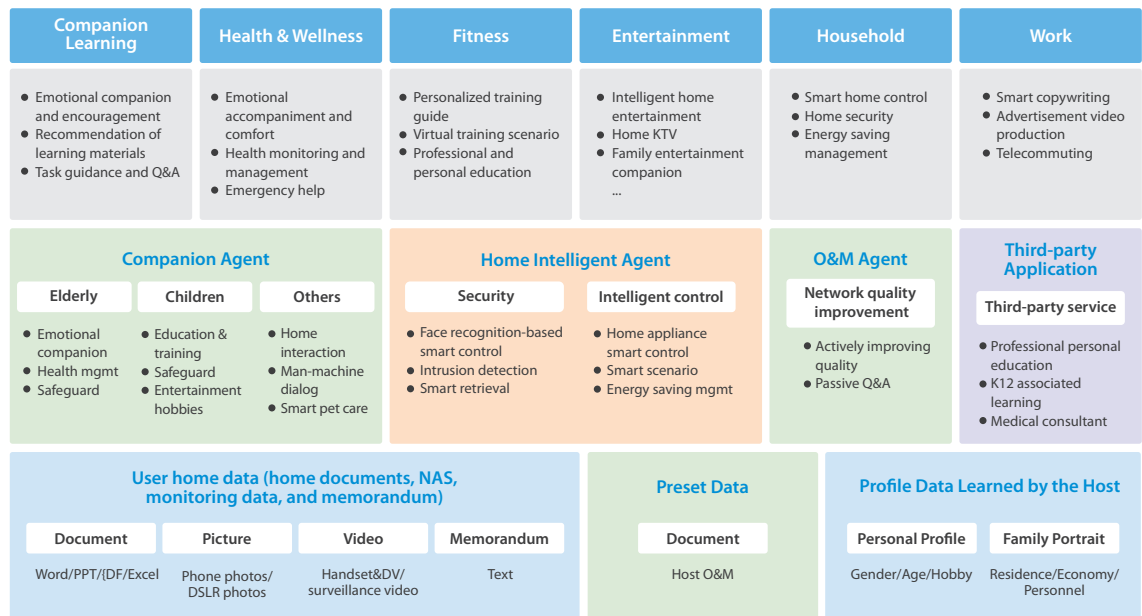 Companion
Learning
Health & Wellness
Fitness
Entertainment
Household
Work
● Emotional companion
and encouragement
● Recommendation of
learning materials
● Task guidance and Q&A
● Emotional
accompaniment and
comfort
● Health monitoring and
management
● Emergency help
● Personalized training
guide
● Virtual training scenario
● Professional and
personal education
● Intelligent home
entertainment
● Home KTV
● Family entertainment
companion
...
● Smart home control
● Home security
● Energy saving
management
● Smart copywriting
● Advertisement video
production
● Telecommuting
Companion Agent
Elderly
● Emotional
companion
● Health mgmt
● Safeguard
Children
● Education &
training
● Safeguard
● Entertainment
hobbies
Others
● Home
interaction
● Man-machine
dialog
● Smart pet care
Home Intelligent Agent
Security
● Face recognition-based
smart control
● Intrusion detection
● Smart retrieval
Intelligent control
● Home appliance
smart control
● Smart scenario
● Energy saving mgmt
O&M Agent
Network quality
improvement
● Actively improving
quality
● Passive Q&A
Third-party
Application
Third-party service
● Professional personal
education
● K12 associated
learning
● Medical consultant
User home data (home documents, NAS,
monitoring data, and memorandum)
Document
Word/PPT/{DF/Excel
Picture
Phone photos/
DSLR photos
Video
Handset&DV/
surveillance video
Memorandum
Text
Preset Data
Document
Host O&M
Profile Data Learned by the Host
Personal Profile
Gender/Age/Hobby
Family Portrait
Residence/Economy/
Personnel